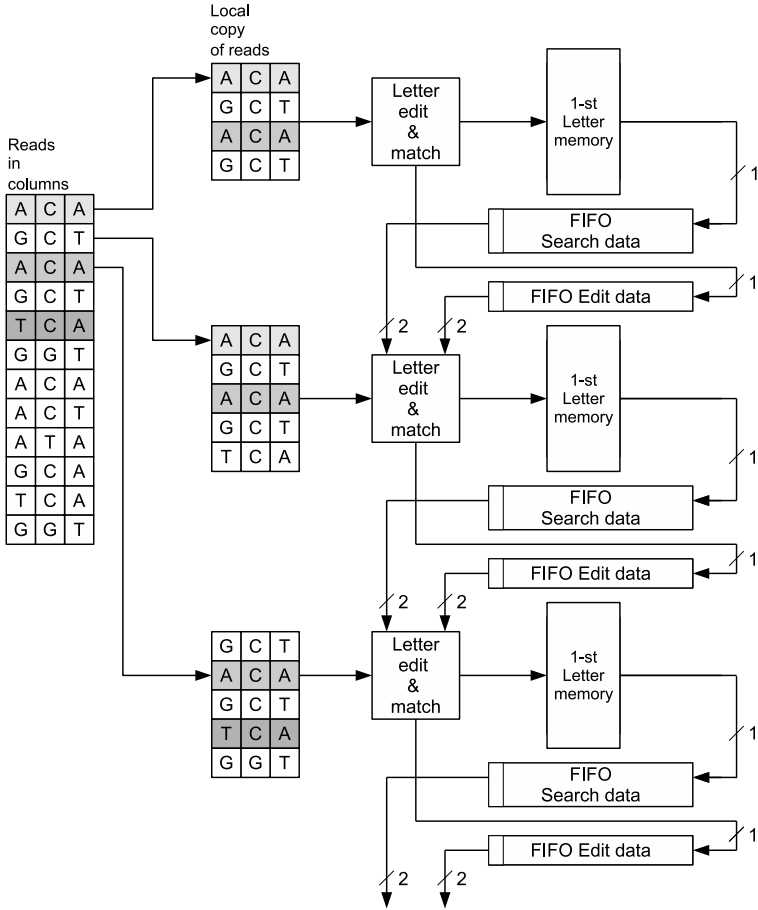 Local
copy
of reads
A C A
G C T
A C A
G C T
Letter
edit
&
match
1-st
Letter
memory
1
FIFO
Search data
1
FIFO Edit data
2
2
Reads
in
columns
A C A
G C T
A C A
G C T
T C A
G G T
A C A
A C T
A T A
G C A
T C A
G G T
A C A
G C T
A C A
G C T
T C A
Letter
edit
&
match
1-st
Letter
memory
1
FIFO
Search data
1
FIFO Edit data
2
2
G C T
A C A
G C T
T C A
G G T
Letter
edit
&
match
1-st
Letter
memory
1
FIFO
Search data
1
FIFO Edit data
2
2